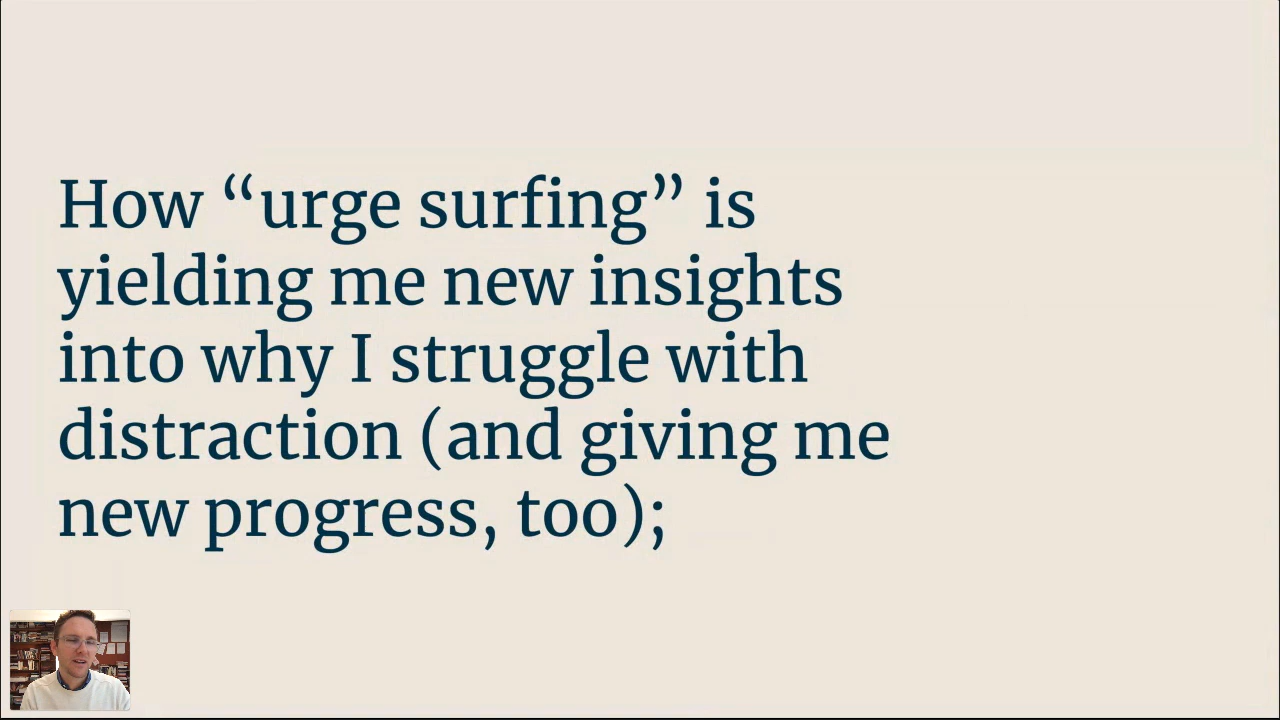 How “urge surfing” is
yielding me new insights
into why I struggle with
distraction (and giving me
new progress, too);